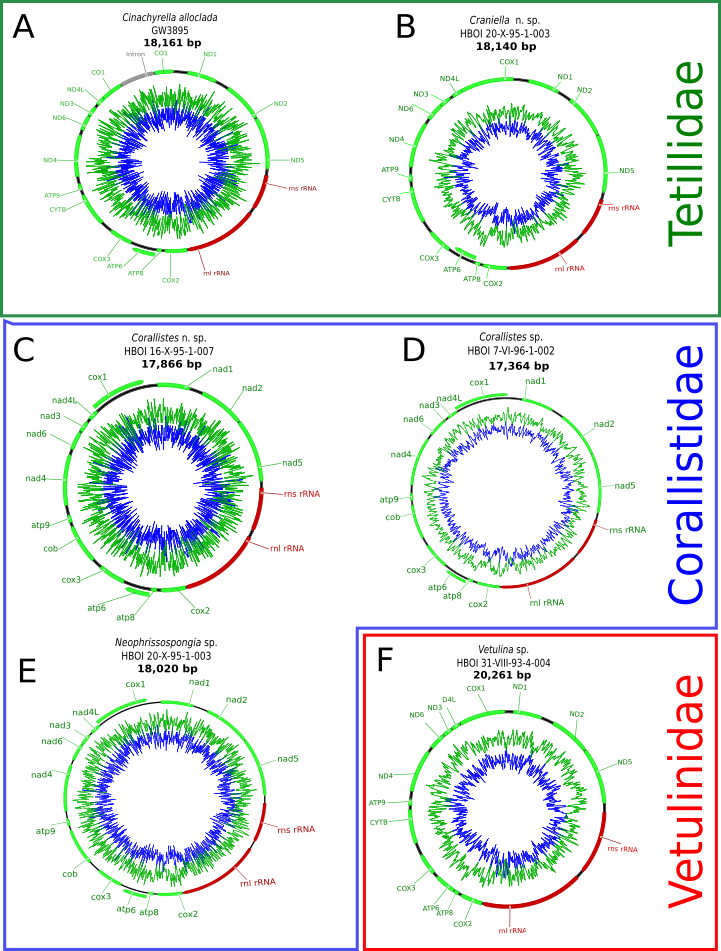 A
Cinachyrella alloclada
GW3895
18,161 bp
Intron
CO1
ND1
CO1
ND4L
ND3
ND6
ND2
ND4
ND5
ATP9
CYTB
rns rRNA
COX3
ATP6
ATP8
COX2
rnl rRNA
B
Craniella n. sp.
HBOI 20-X-95-1-003
18,140 bp
COX1
ND4L
ND1
ND3
ND2
ND6
ND4
ATP9
ND5
CYTB
rns rRNA
COX3
ATP6
ATP8
COX2
rnl rRNA
Tetillidae
C
Corallistes n. sp.
HBOI 16-X-95-1-007
17,866 bp
cox1
nad1
nad4L
nad2
nad3
nad6
nad4
nad5
rns rRNA
atp9
cob
rnl rRNA
cox3
atp6
atp8
cox2
D
Corallistes sp.
HBOI 7-VI-96-1-002
17,364 bp
cox1
nad1
nad4L
nad3
nad6
nad2
nad4
nad5
atp9
cob
rns rRNA
cox3
atp6
atp8
cox2
rnl rRNA
Corallistidae
E
Neophrissospongia sp.
HBOI 20-X-95-1-003
18,020 bp
cox1
nad1
nad4L
nad2
nad3
nad6
nad4
nad5
atp9
rns rRNA
cob
cox3
rnl rRNA
atp6
atp8
cox2
F
Vetulina sp.
HBOI 31-VIII-93-4-004
20,261 bp
COX1
ND1
D4L
ND3
ND6
ND2
ND4
ND5
ATP9
CYTB
rns rRNA
COX3
ATP6
ATP8
COX2
rnl rRNA
Vetulinidae